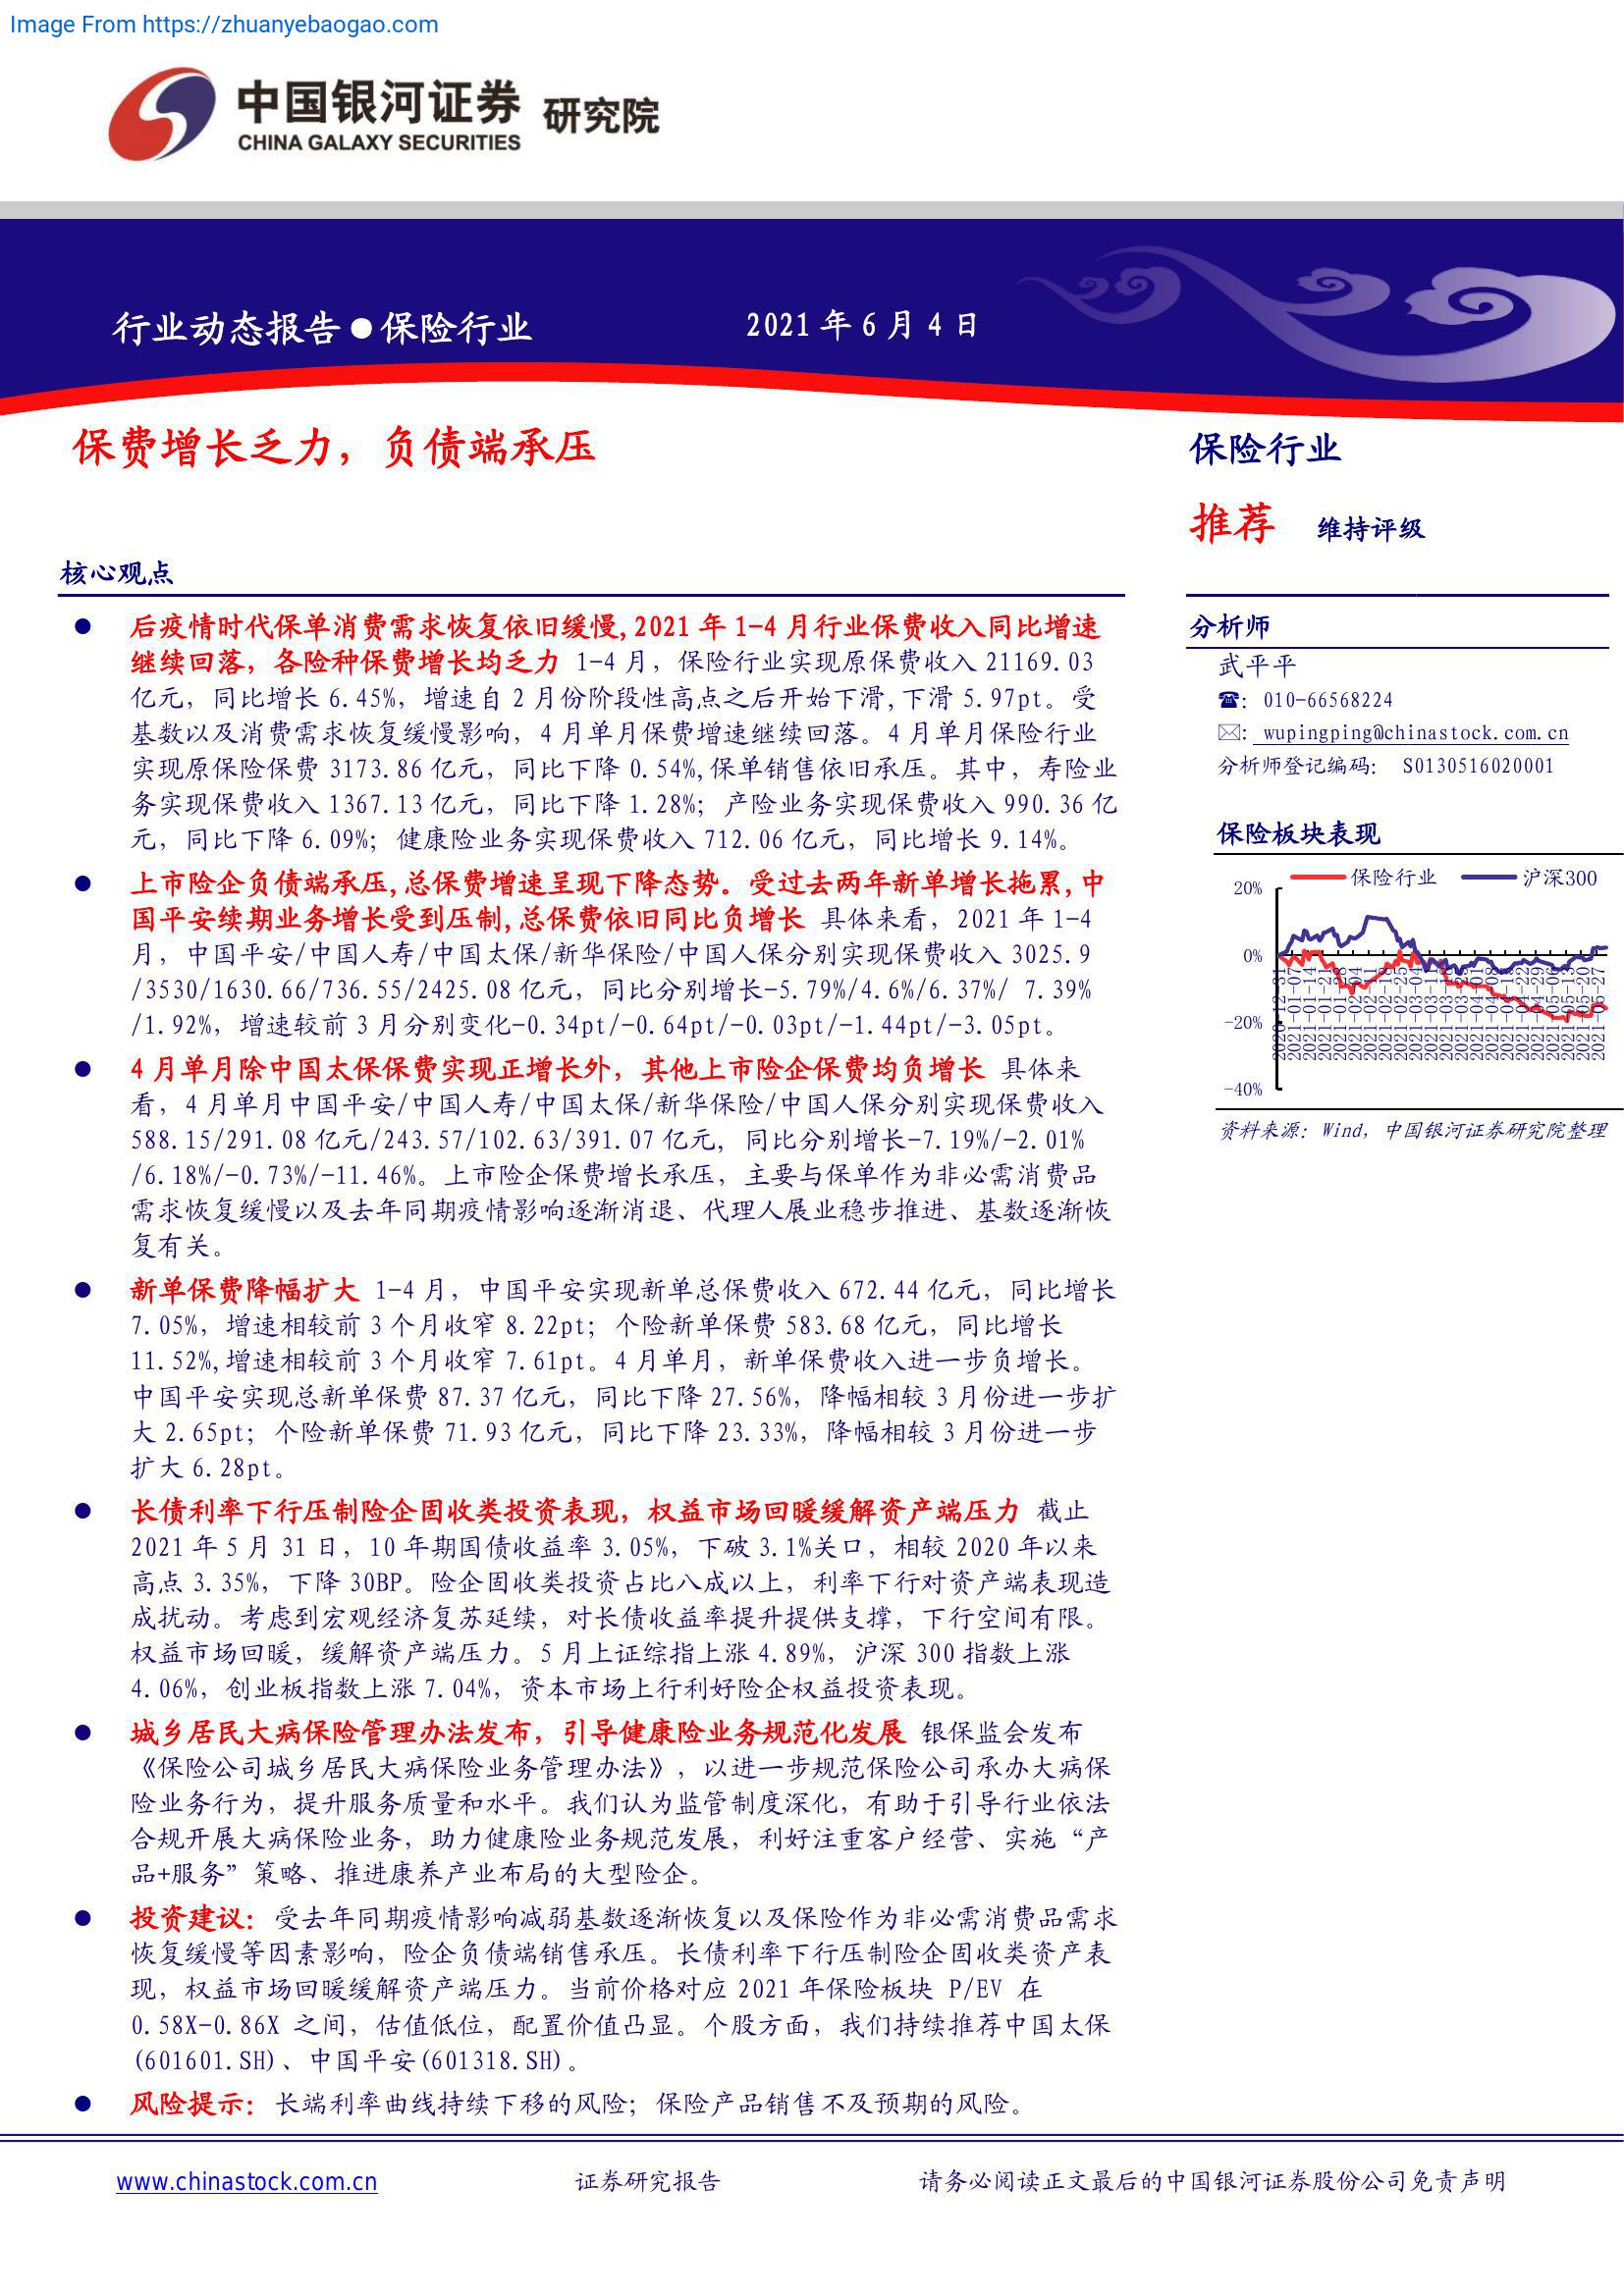 Image From https://zhuanyebaogao.com
中国银河证券 研究院
CHINA GALAXY SECURITIES
行业动态报告●保险行业
2021 年 6 月 4 日
保费增长乏力，负债端承压
核心观点
● 后疫情时代保单消费需求恢复依旧缓慢,2021 年 1-4 月行业保费收入同比增速
继续回落，各险种保费增长均乏力 1-4 月，保险行业实现原保费收入 21169.03
亿元，同比增长 6.45%，增速自 2 月份阶段性高点之后开始下滑,下滑 5.97pt。受
基数以及消费需求恢复缓慢影响，4 月单月保费增速继续回落。4 月单月保险行业
实现原保险保费 3173.86 亿元，同比下降 0.54%,保单销售依旧承压。其中，寿险业
务实现保费收入 1367.13 亿元，同比下降 1.28%；产险业务实现保费收入 990.36 亿
元，同比下降 6.09%；健康险业务实现保费收入 712.06 亿元，同比增长 9.14%。
● 上市险企负债端承压,总保费增速呈现下降态势。受过去两年新单增长拖累,中
国平安续期业务增长受到压制,总保费依旧同比负增长 具体来看，2021 年 1-4
月，中国平安/中国人寿/中国太保/新华保险/中国人保分别实现保费收入 3025.9
/3530/1630.66/736.55/2425.08 亿元，同比分别增长-5.79%/4.6%/6.37%/ 7.39%
/1.92%，增速较前 3 月分别变化-0.34pt/-0.64pt/-0.03pt/-1.44pt/-3.05pt。
● 4 月单月除中国太保保费实现正增长外，其他上市险企保费均负增长 具体来
看，4 月单月中国平安/中国人寿/中国太保/新华保险/中国人保分别实现保费收入
588.15/291.08 亿元/243.57/102.63/391.07 亿元, 同比分别增长-7.19%/-2.01%
/6.18%/-0.73%/-11.46%。上市险企保费增长承压，主要与保单作为非必需消费品
需求恢复缓慢以及去年同期疫情影响逐渐消退、代理人展业稳步推进、基数逐渐恢
复有关。
● 新单保费降幅扩大 1-4 月，中国平安实现新单总保费收入 672.44 亿元，同比增长
7.05%，增速相较前 3 个月收窄 8.22pt；个险新单保费 583.68 亿元，同比增长
11.52%,增速相较前 3 个月收窄 7.61pt。4 月单月，新单保费收入进一步负增长。
中国平安实现总新单保费 87.37 亿元，同比下降 27.56%，降幅相较 3 月份进一步扩
大 2.65pt；个险新单保费 71.93 亿元，同比下降 23.33%，降幅相较 3 月份进一步
扩大 6.28pt。
● 长债利率下行压制险企固收类投资表现，权益市场回暖缓解资产端压力 截止
2021 年 5 月 31 日，10 年期国债收益率 3.05%，下破 3.1%关口，相较 2020 年以来
高点 3.35%，下降 30BP。险企固收类投资占比八成以上，利率下行对资产端表现造
成扰动。考虑到宏观经济复苏延续，对长债收益率提升提供支撑，下行空间有限。
权益市场回暖，缓解资产端压力。5 月上证综指上涨 4.89%，沪深 300 指数上涨
4.06%，创业板指数上涨 7.04%，资本市场上行利好险企权益投资表现。
● 城乡居民大病保险管理办法发布，引导健康险业务规范化发展 银保监会发布
《保险公司城乡居民大病保险业务管理办法》，以进一步规范保险公司承办大病保
险业务行为，提升服务质量和水平。我们认为监管制度深化，有助于引导行业依法
合规开展大病保险业务，助力健康险业务规范发展，利好注重客户经营、实施“产
品+服务”策略、推进康养产业布局的大型险企。
● 投资建议：受去年同期疫情影响减弱基数逐渐恢复以及保险作为非必需消费品需求
恢复缓慢等因素影响，险企负债端销售承压。长债利率下行压制险企固收类资产表
现，权益市场回暖缓解资产端压力。当前价格对应 2021 年保险板块 P/EV 在
0.58X-0.86X 之间，估值低位，配置价值凸显。个股方面，我们持续推荐中国太保
(601601.SH)、中国平安(601318.SH)。
● 风险提示：长端利率曲线持续下移的风险；保险产品销售不及预期的风险。
保险行业
推荐 维持评级
分析师
武平平
☎: 010-66568224
✉: wupingping@chinastock.com.cn
分析师登记编码： S0130516020001
保险板块表现
保险行业 沪深300
20%
0%
-20%
-40%
2020-12-31
2021-01-07
2021-01-14
2021-01-21
2021-01-28
2021-02-04
2021-02-11
2021-02-18
2021-02-25
2021-03-04
2021-03-11
2021-03-18
2021-03-25
2021-04-01
2021-04-08
2021-04-15
2021-04-22
2021-04-29
2021-05-06
2021-05-13
2021-05-20
2021-05-27
资料来源：Wind，中国银河证券研究院整理
www.chinastock.com.cn
证券研究报告
请务必阅读正文最后的中国银河证券股份公司免责声明